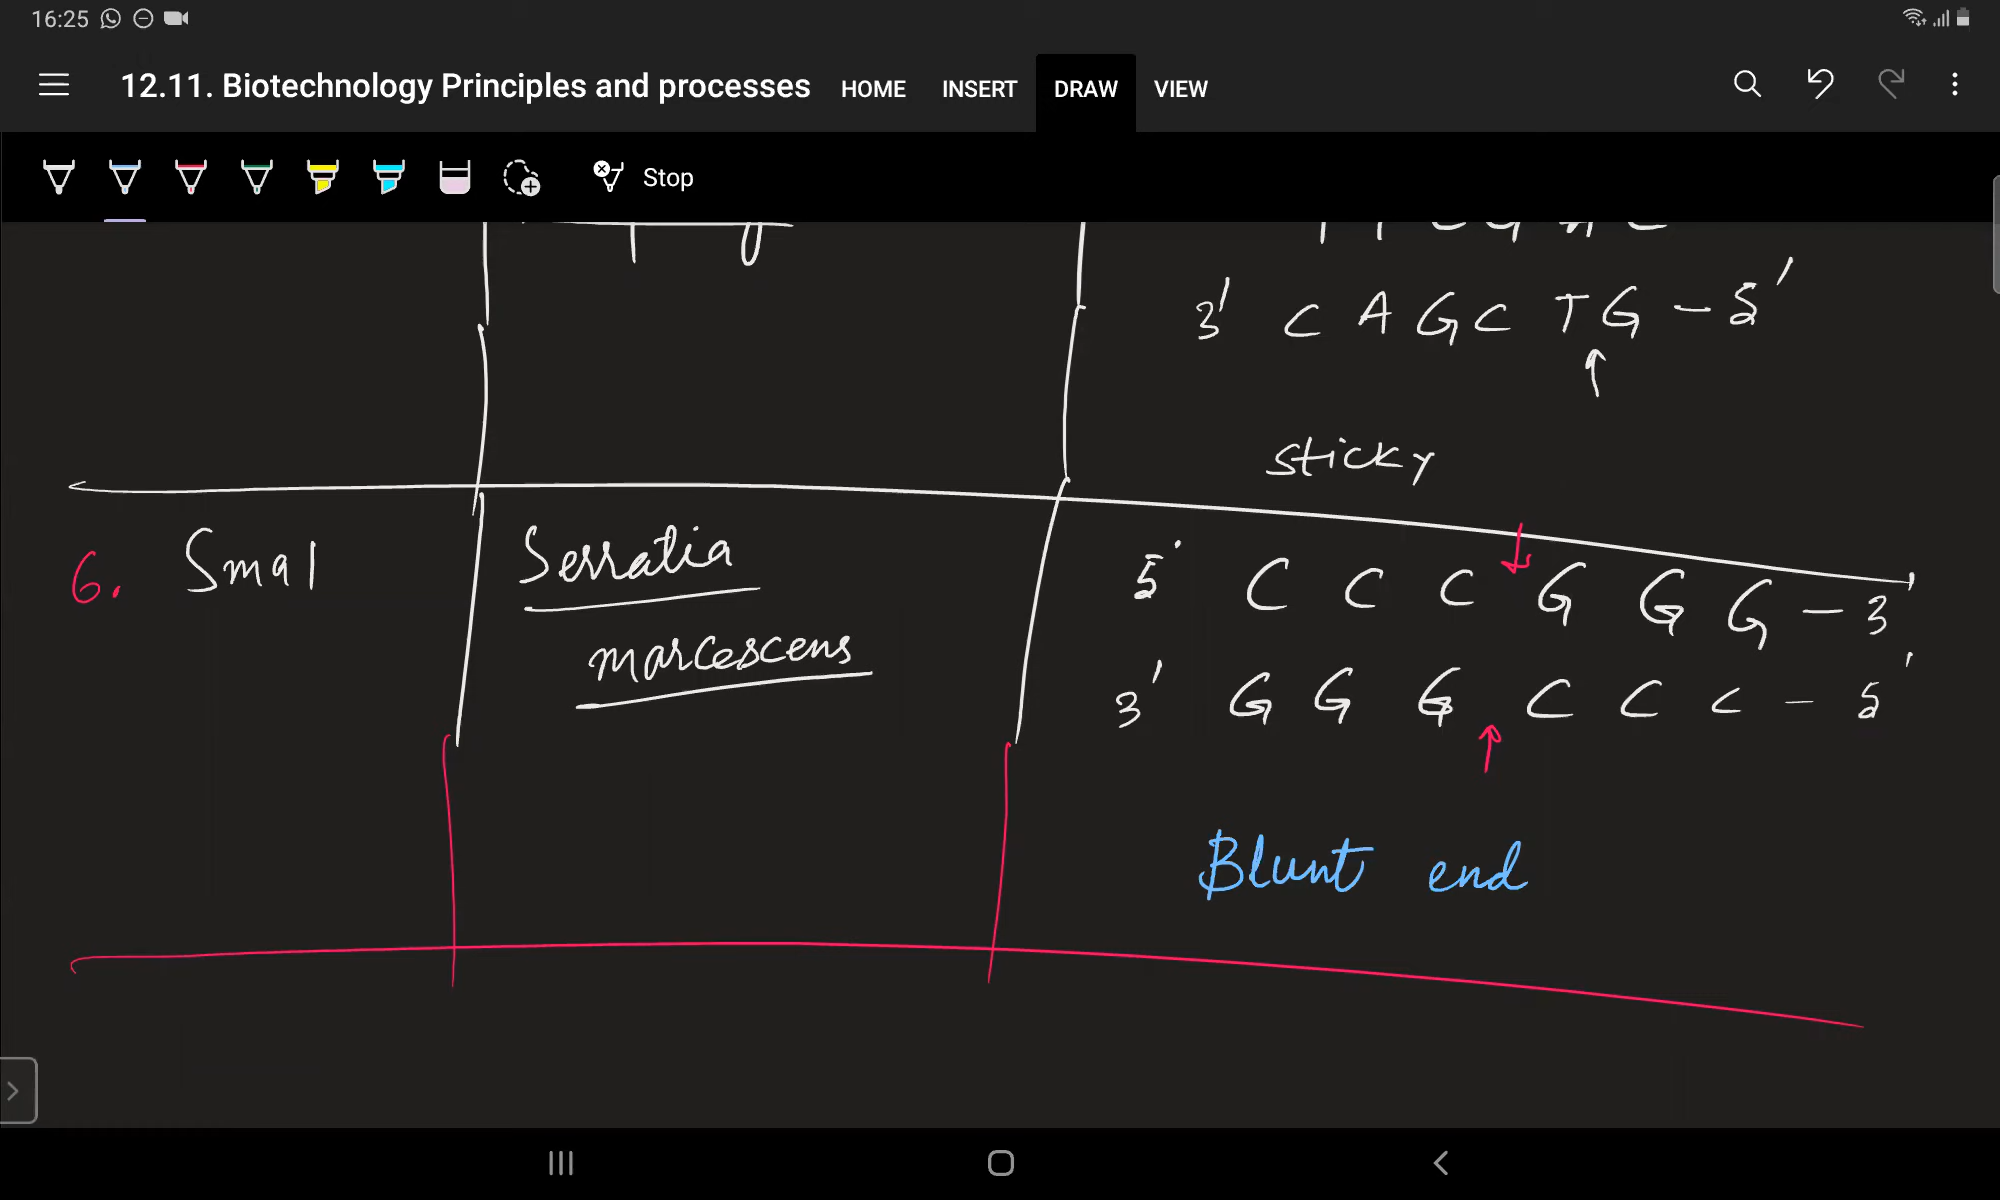 16:25
12.11. Biotechnology Principles and processes HOME INSERT DRAW VIEW
Stop
3' C A G C T G - 5'
sticky
6. SmaI Serratia marcescens
5' C C C G G G - 3'
3' G G G C C C - 5'
Blunt end